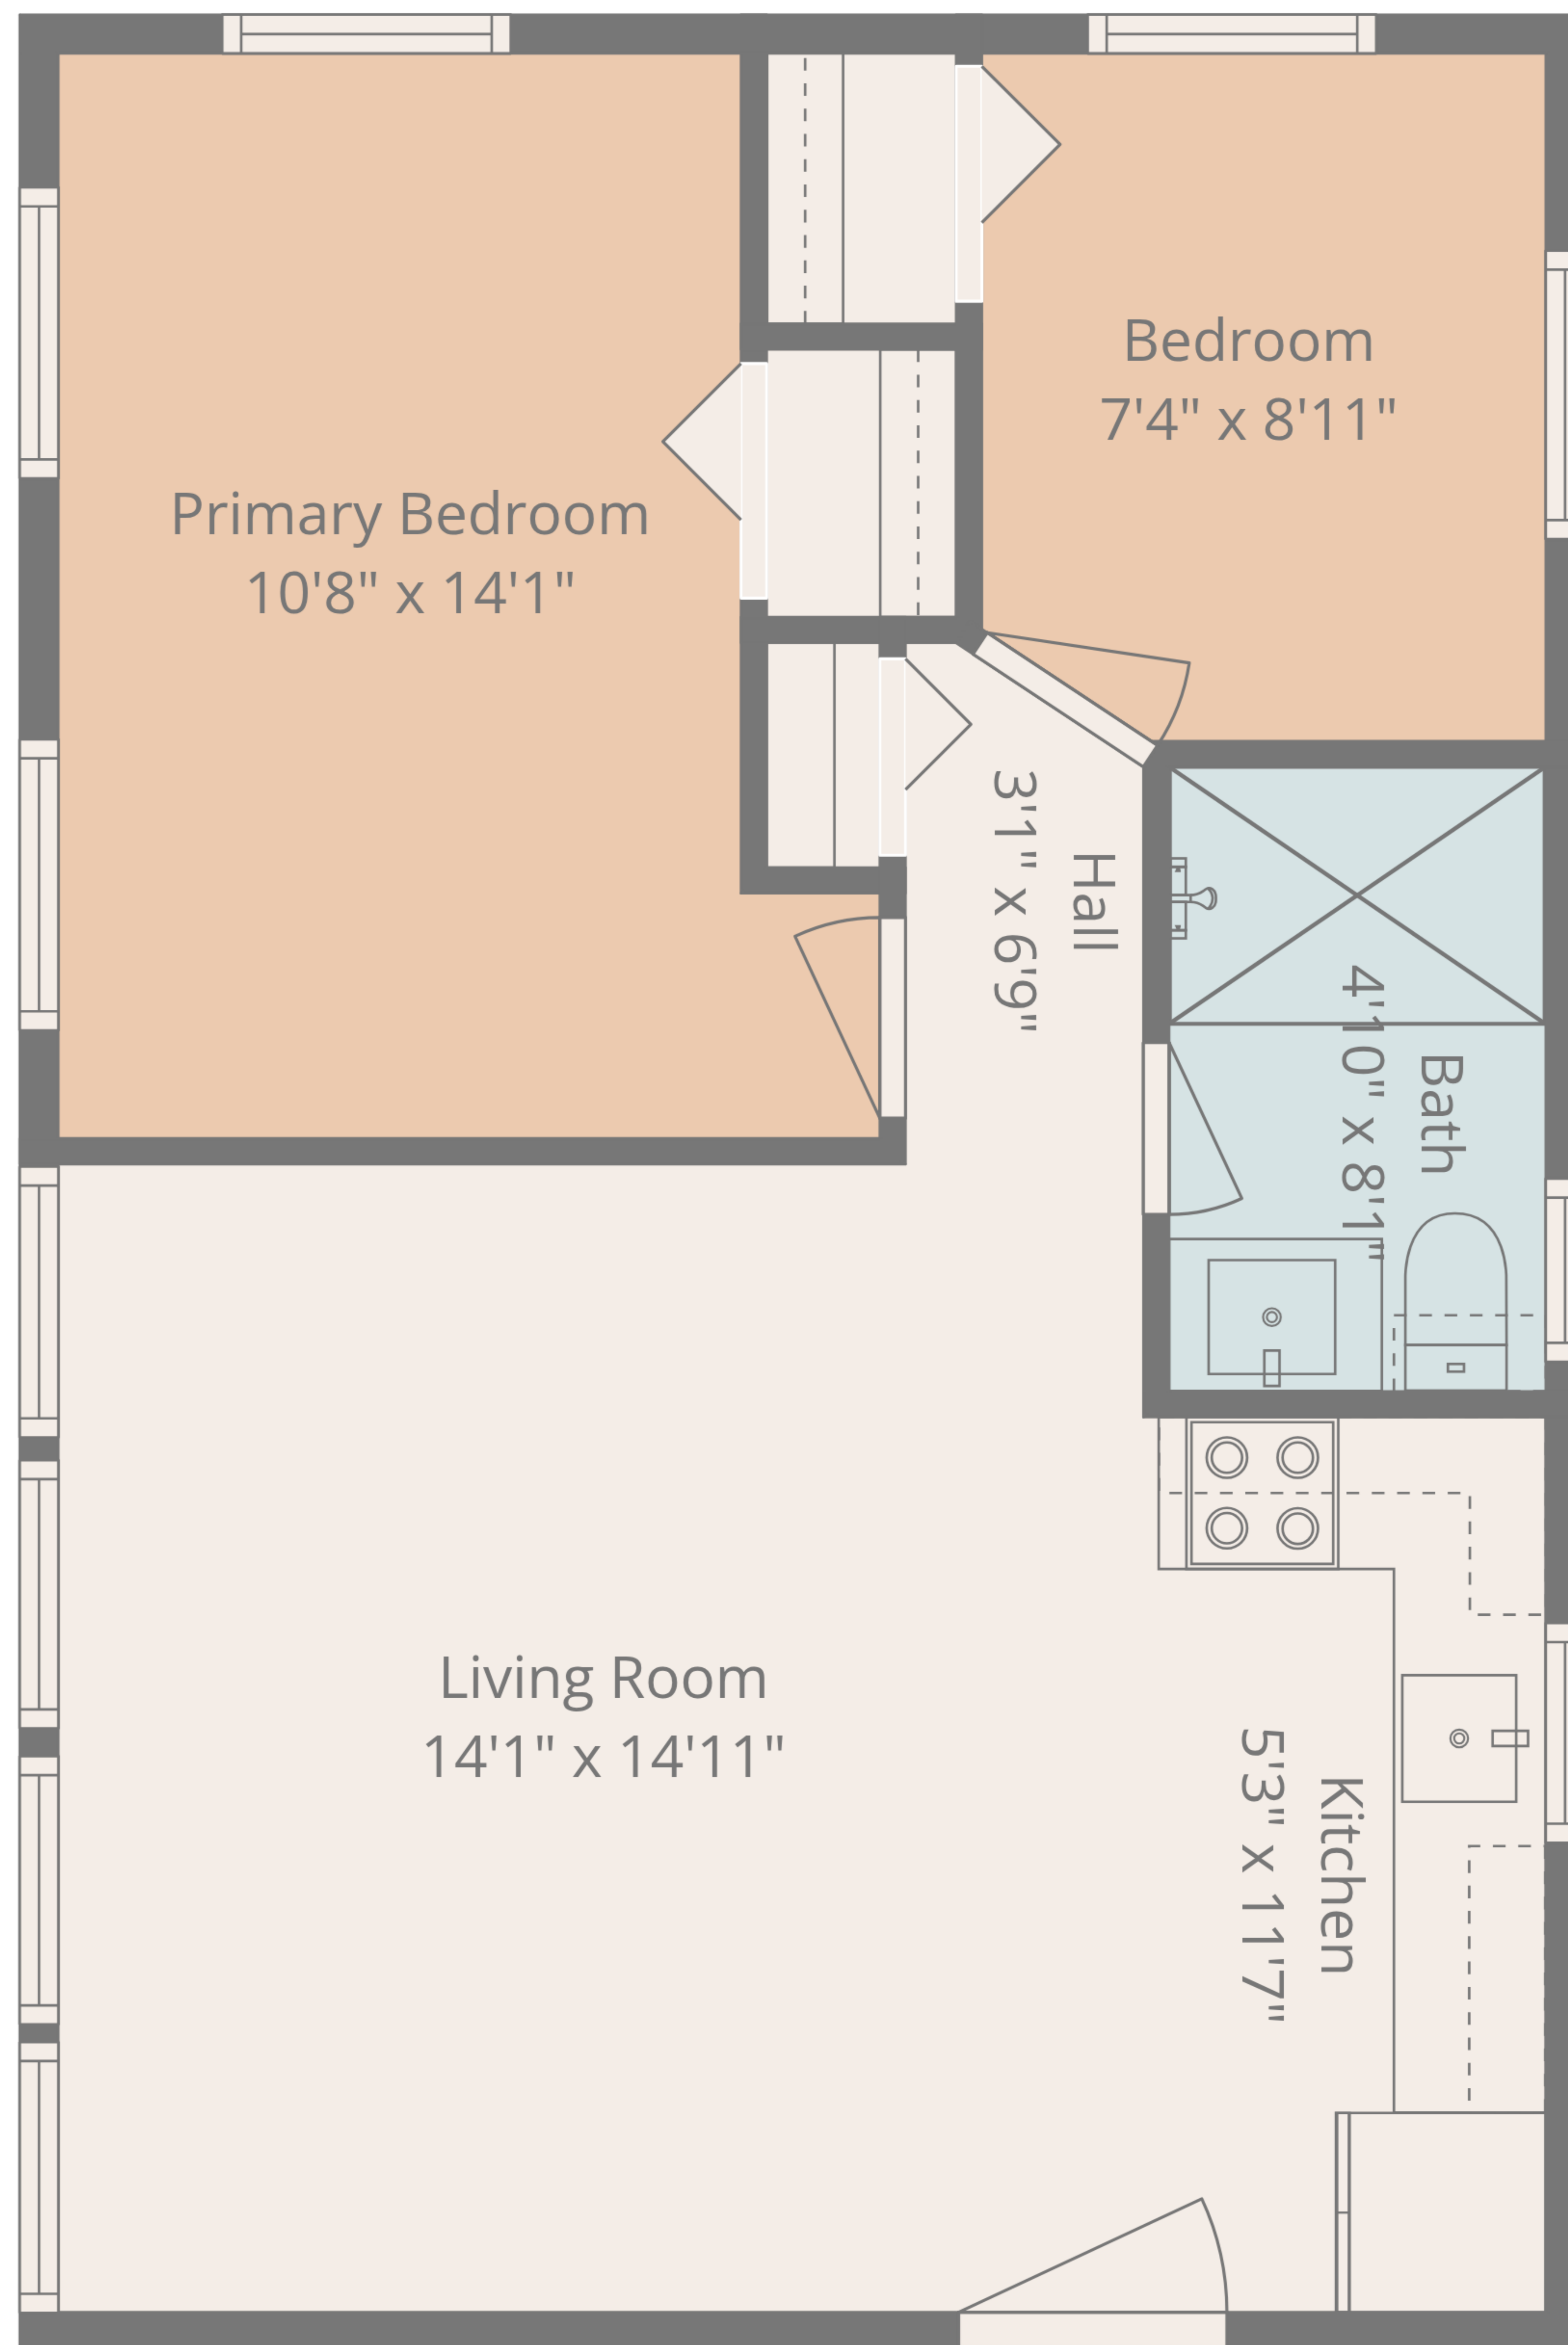 Bedroom
7'4" x 8'11"
Primary Bedroom
10'8" x 14'1"
Hall
3'1" x 6'9"
Bath
4'10" x 8'1"
Living Room
14'1" x 14'11"
Kitchen
5'3" x 11'7"